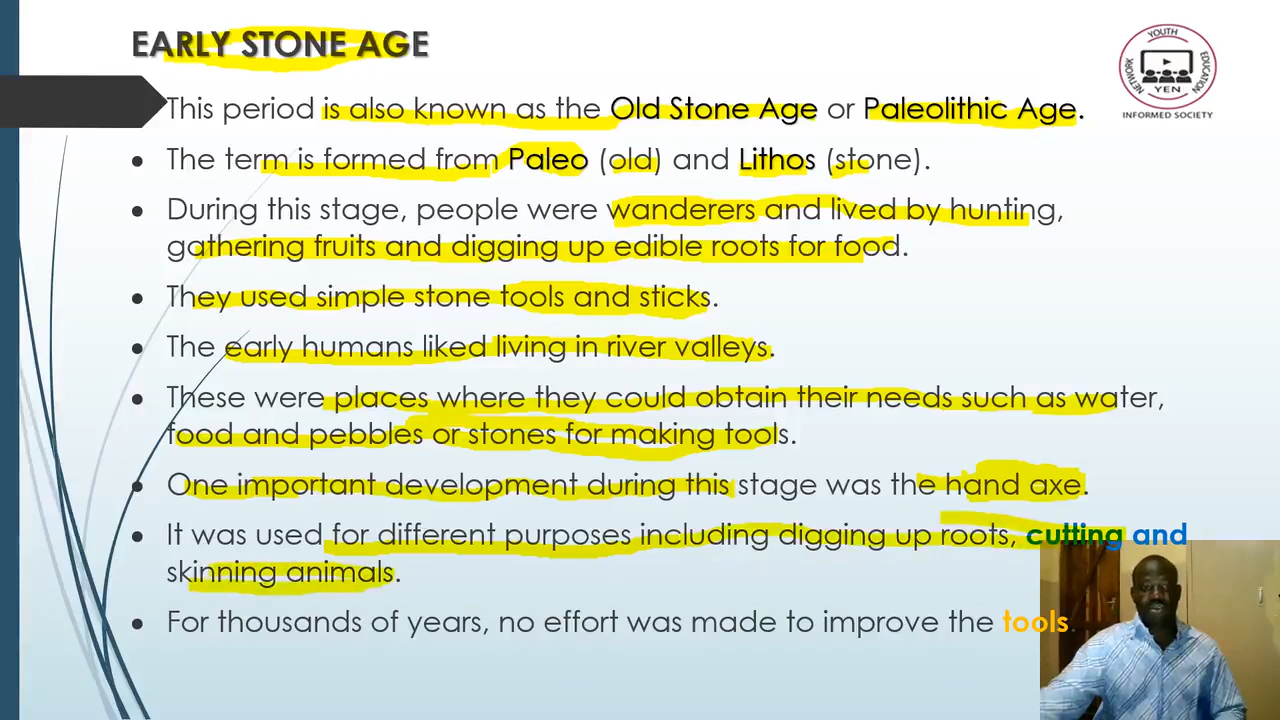 EARLY STONE AGE
YOUTH
EDUCATION
NETWORK
YEN
INFORMED SOCIETY
This period is also known as the Old Stone Age or Paleolithic Age.
• The term is formed from Paleo (old) and Lithos (stone).
• During this stage, people were wanderers and lived by hunting,
gathering fruits and digging up edible roots for food.
• They used simple stone tools and sticks.
• The early humans liked living in river valleys.
• These were places where they could obtain their needs such as water,
food and pebbles or stones for making tools.
• One important development during this stage was the hand axe.
• It was used for different purposes including digging up roots, cutting and
skinning animals.
• For thousands of years, no effort was made to improve the tools.